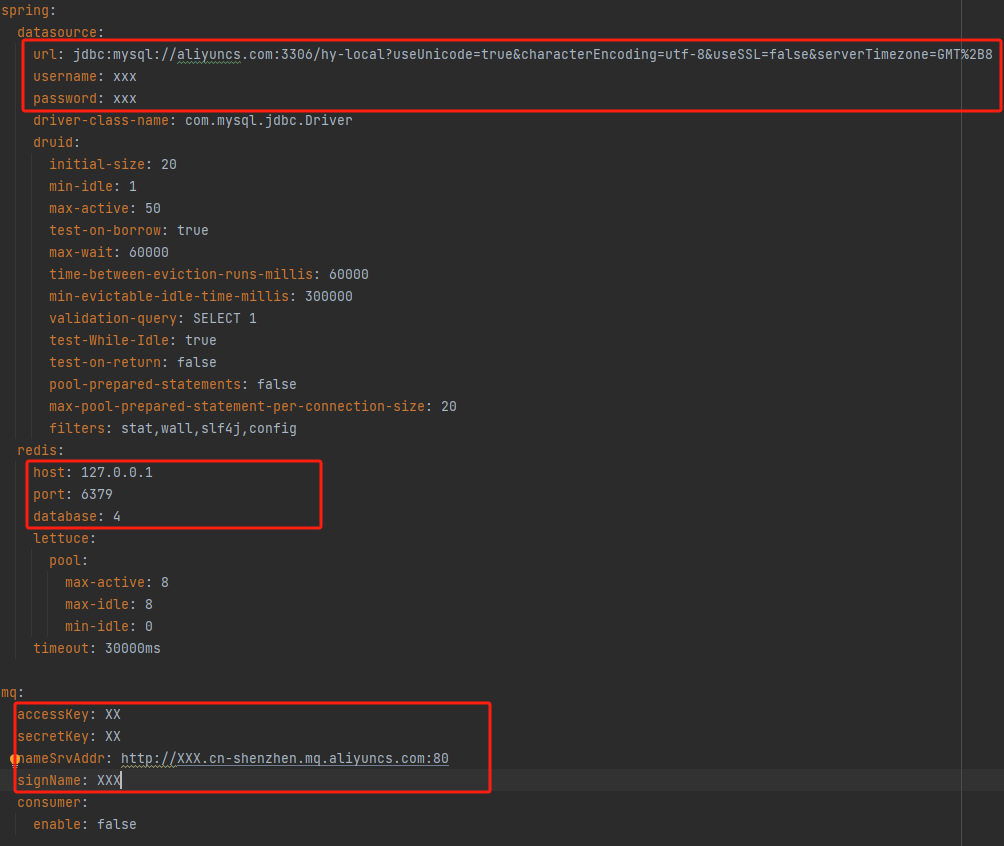 spring:
datasource:
url: jdbc:mysql://aliyuncs.com:3306/hy-local?useUnicode=true&characterEncoding=utf-8&useSSL=false&serverTimezone=GMT%2B8
username: xxx
password: xxx
driver-class-name: com.mysql.jdbc.Driver
druid:
initial-size: 20
min-idle: 1
max-active: 50
test-on-borrow: true
max-wait: 60000
time-between-eviction-runs-millis: 60000
min-evictable-idle-time-millis: 300000
validation-query: SELECT 1
test-While-Idle: true
test-on-return: false
pool-prepared-statements: false
max-pool-prepared-statement-per-connection-size: 20
filters: stat,wall,slf4j,config
redis:
host: 127.0.0.1
port: 6379
database: 4
lettuce:
pool:
max-active: 8
max-idle: 8
min-idle: 0
timeout: 30000ms
mq:
accessKey: XX
secretKey: XX
nameSrvAddr: http://XXX.cn-shenzhen.mq.aliyuncs.com:80
signName: XXX
consumer:
enable: false